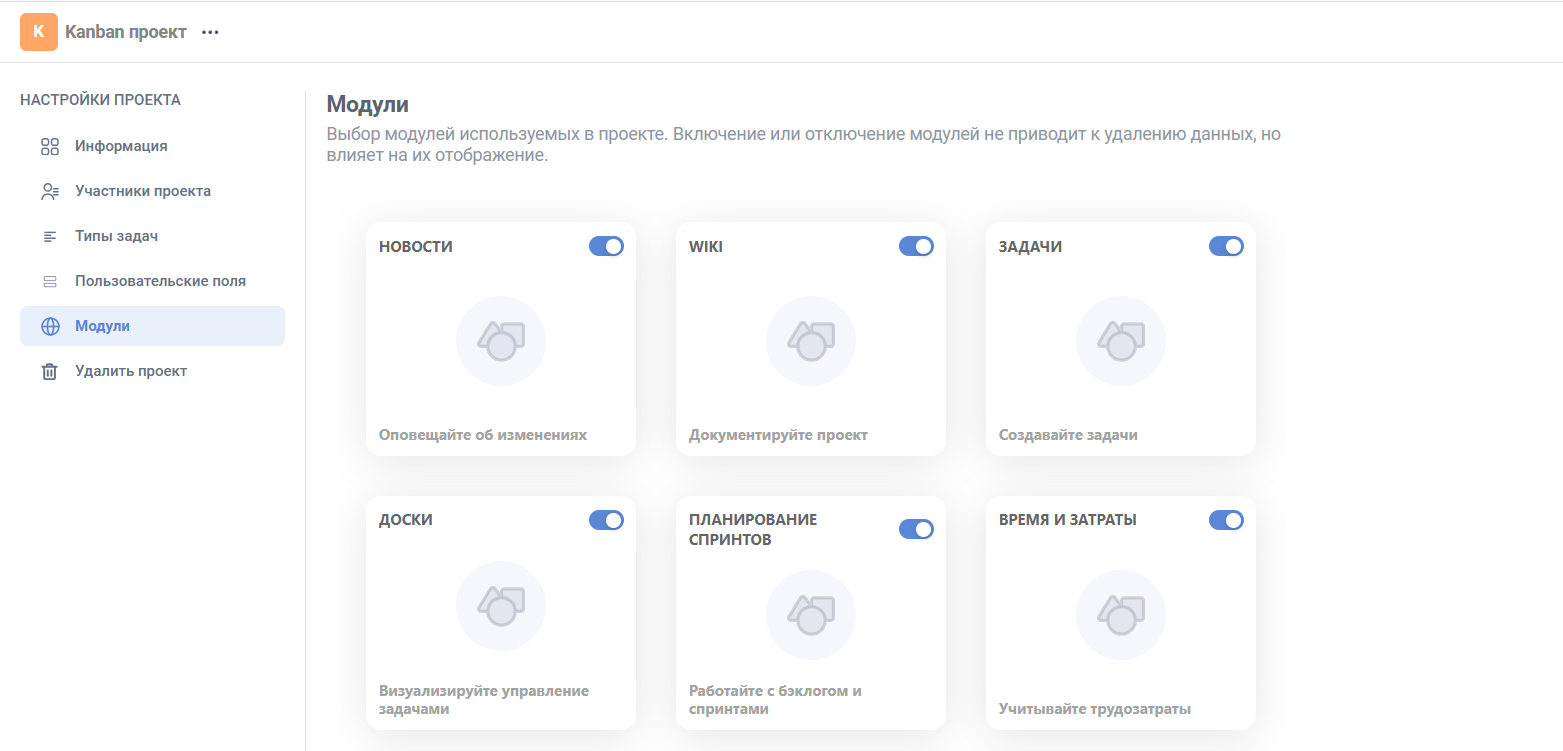 K
Kanban проект
НАСТРОЙКИ ПРОЕКТА
Информация
Участники проекта
Типы задач
Пользовательские поля
Модули
Удалить проект
Модули
Выбор модулей используемых в проекте. Включение или отключение модулей не приводит к удалению данных, но
влияет на их отображение.
НОВОСТИ
Оповещайте об изменениях
WIKI
Документируйте проект
ЗАДАЧИ
Создавайте задачи
ДОСКИ
Визуализируйте управление
задачами
ПЛАНИРОВАНИЕ
СПРИНТОВ
Работайте с бэклогом и
спринтами
ВРЕМЯ И ЗАТРАТЫ
Учитывайте трудозатраты